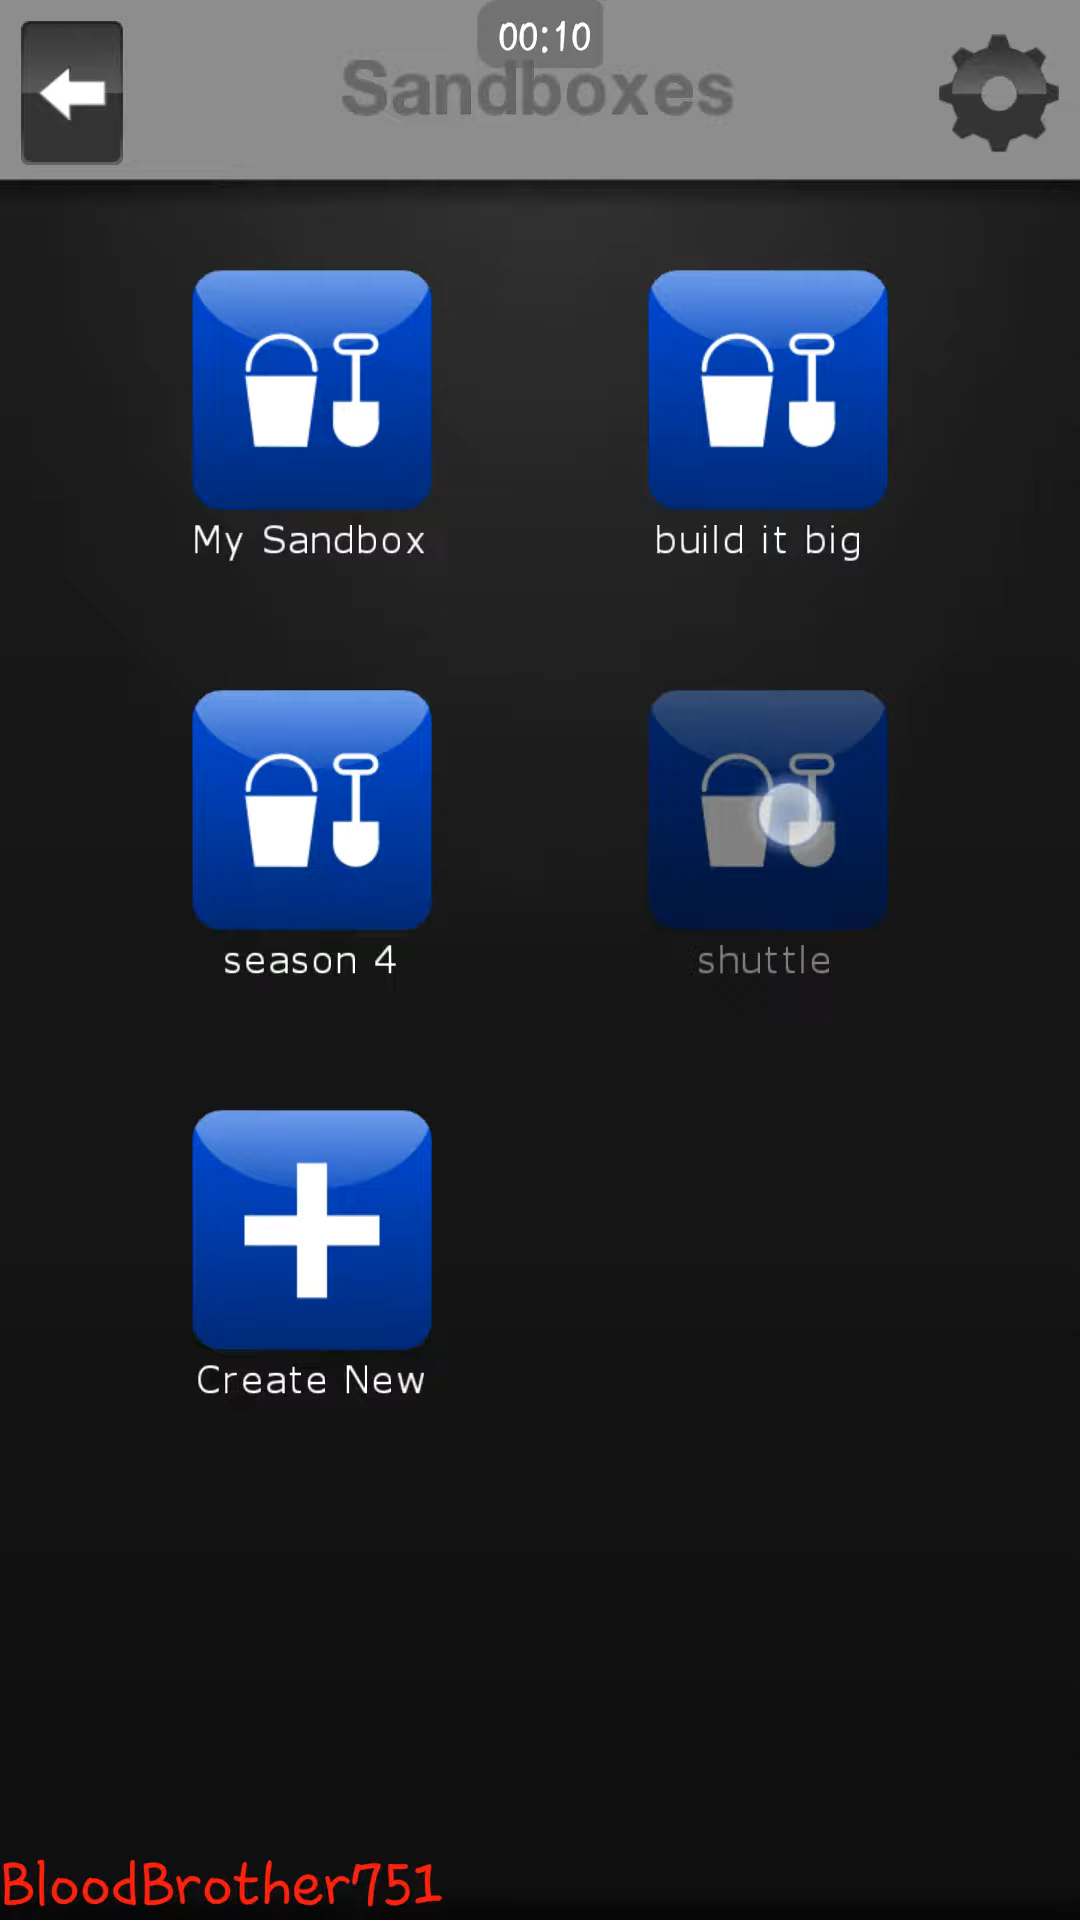 00:10
Sandboxes
My Sandbox
build it big
season 4
shuttle
Create New
BloodBrother751